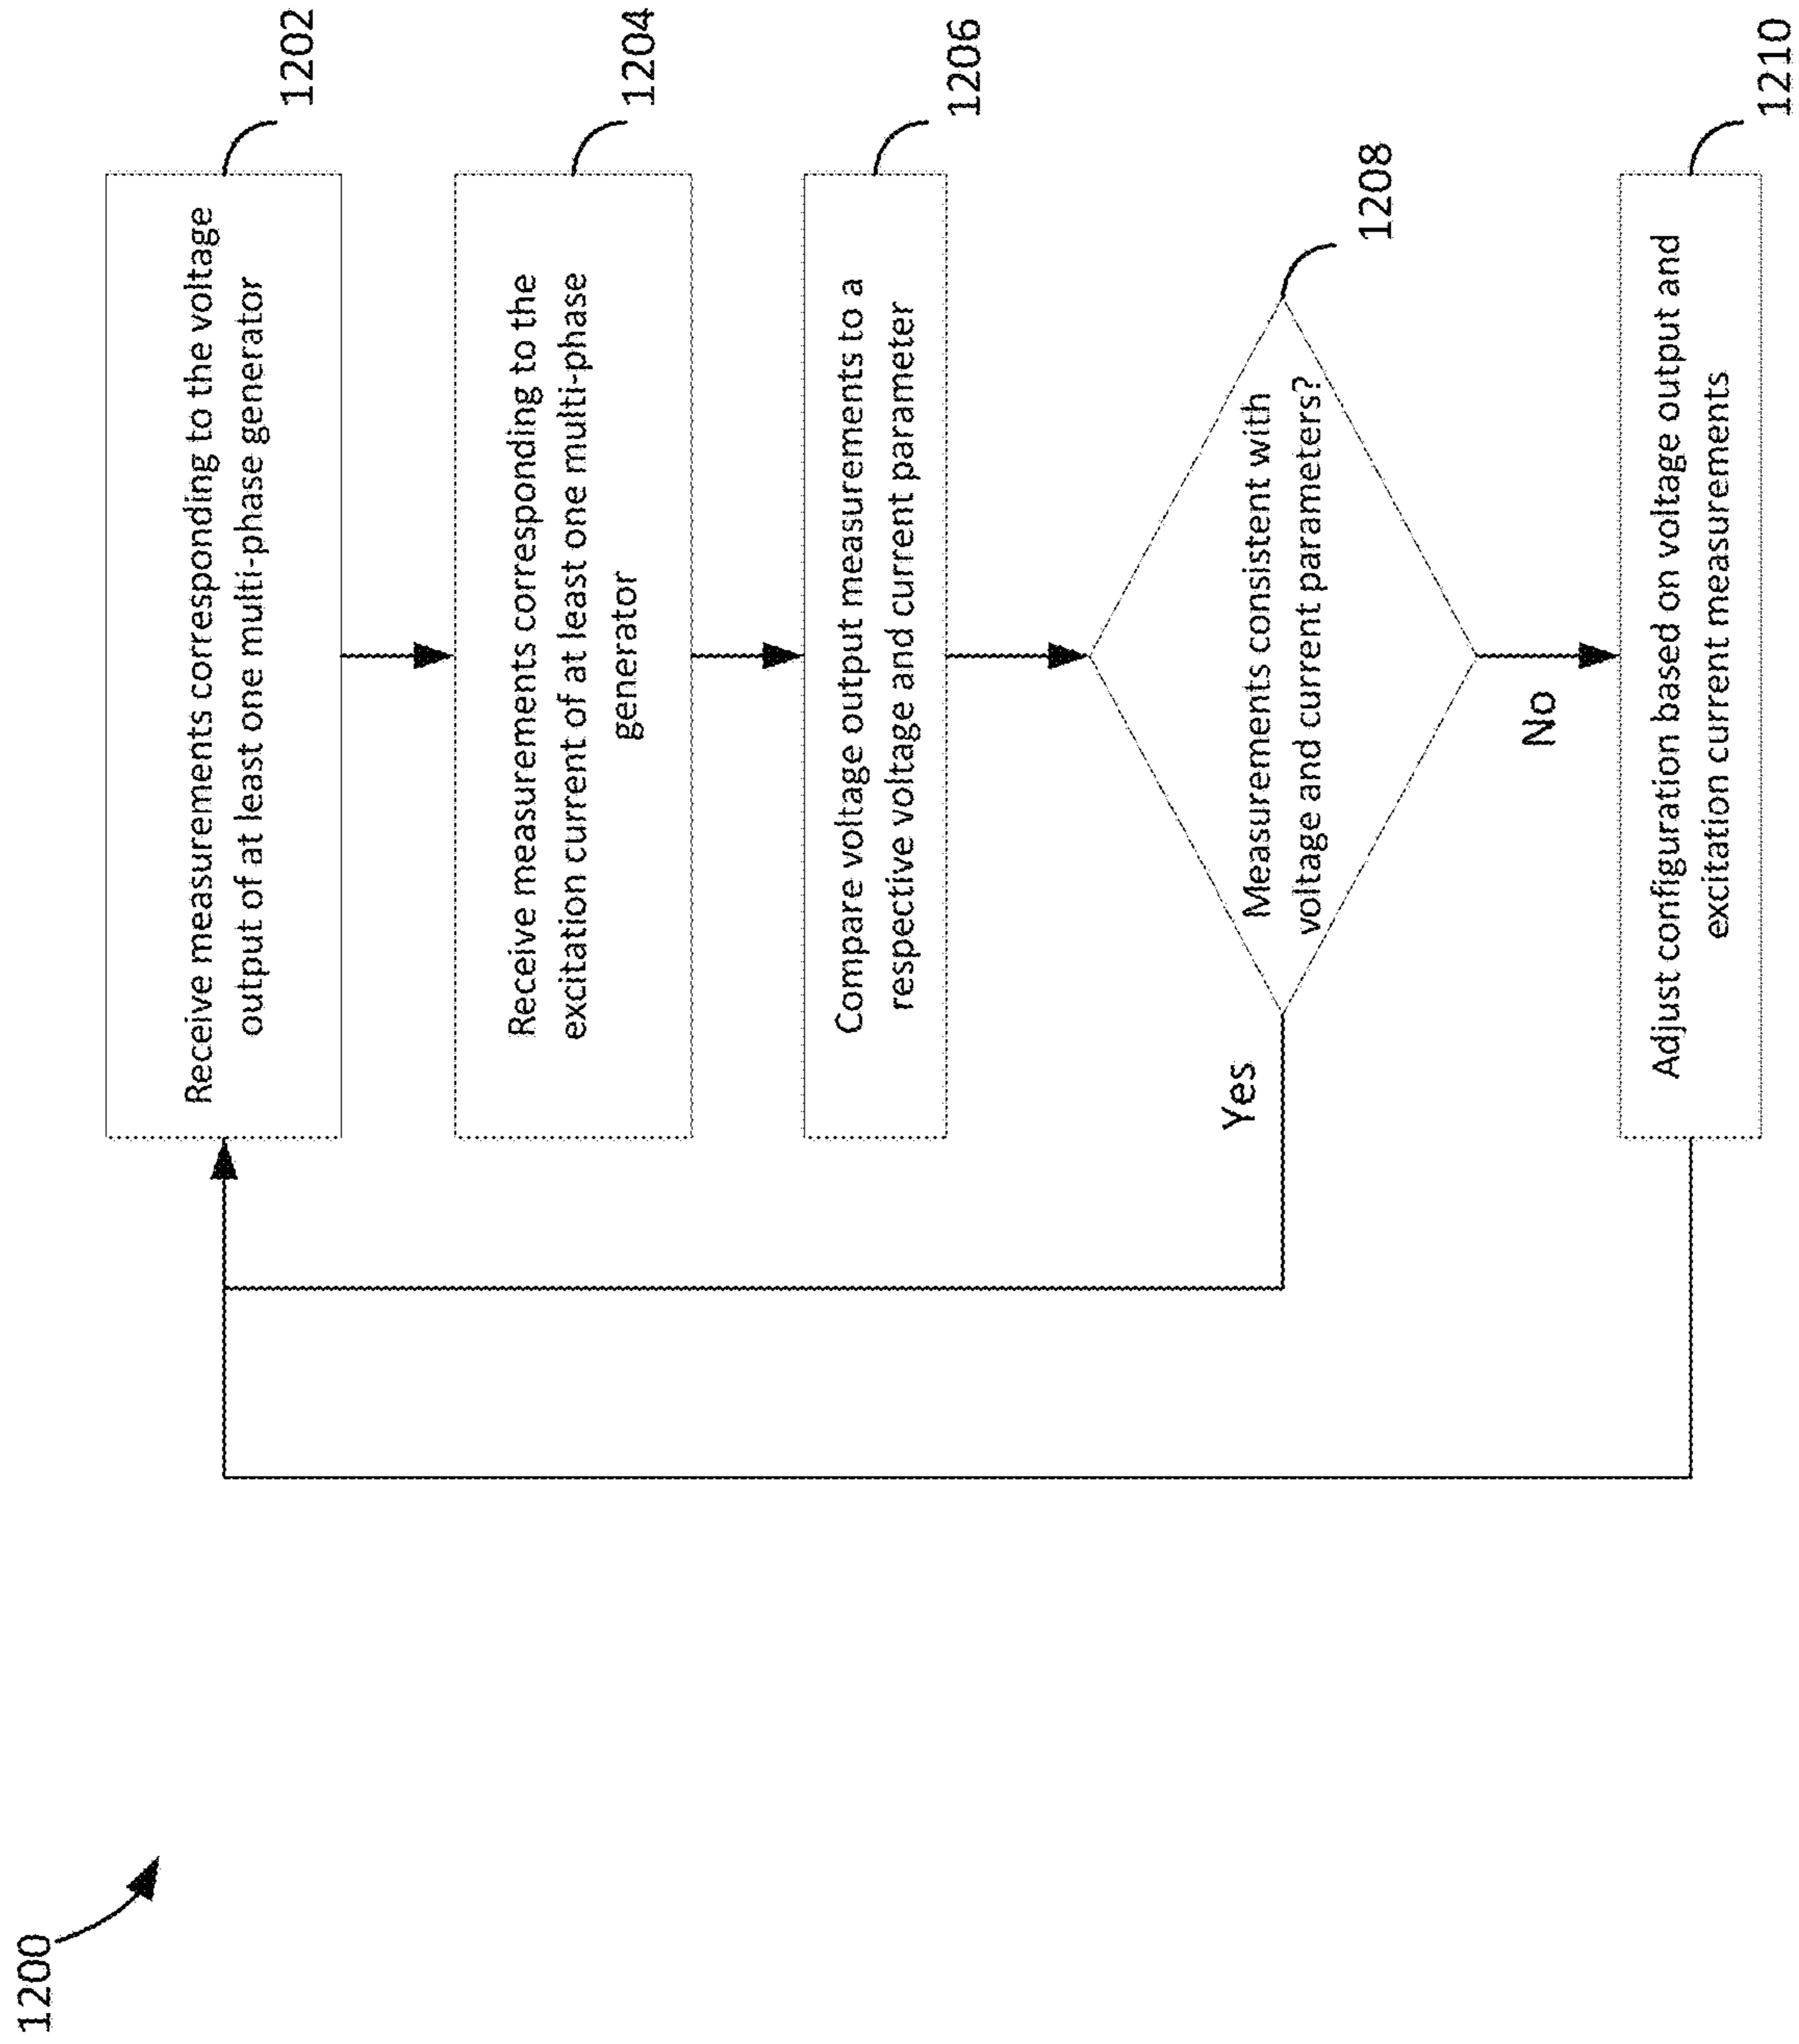 1200
Receive measurements corresponding to the voltage
output of at least one multi-phase generator
1202
Receive measurements corresponding to the
excitation current of at least one multi-phase
generator
1204
Compare voltage output measurements to a
respective voltage and current parameter
1206
Measurements consistent with
voltage and current parameters?
1208
Yes
No
Adjust configuration based on voltage output and
excitation current measurements
1210